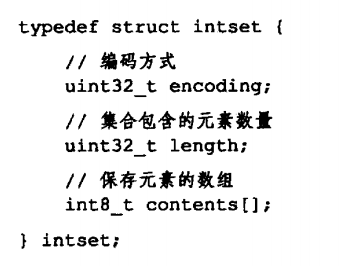 typedef struct intset {
// 编码方式
uint32_t encoding;
// 集合包含的元素数量
uint32_t length;
// 保存元素的数组
int8_t contents[];
} intset;